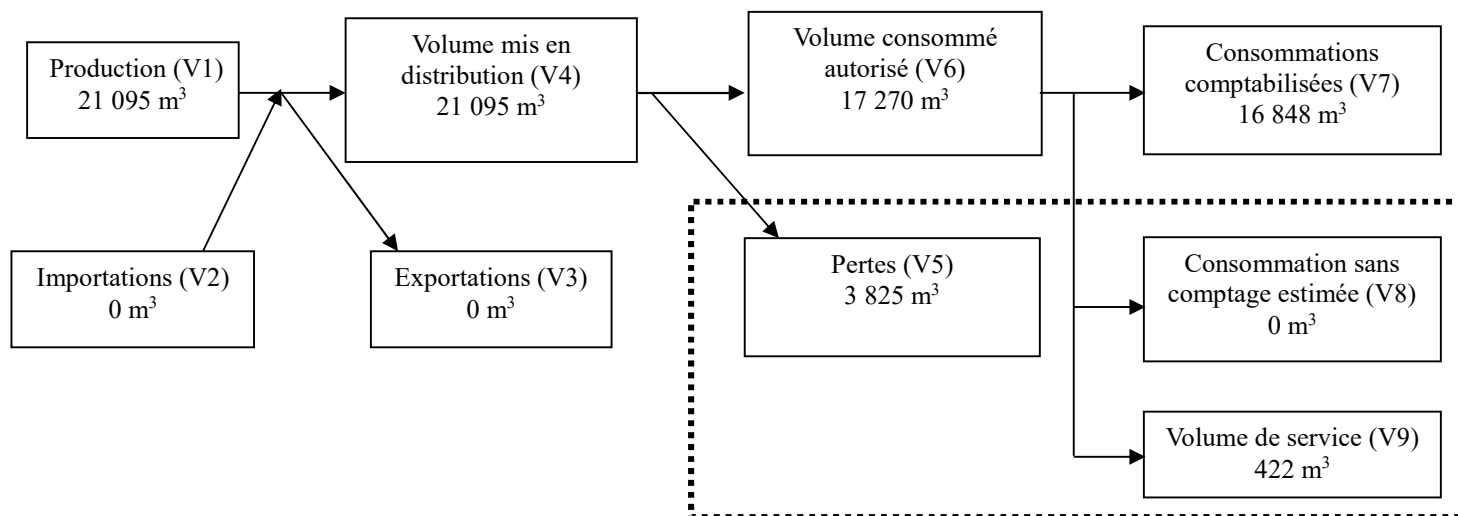 Production (V1)
21 095 m³
Volume mis en
distribution (V4)
21 095 m³
Volume consommé
autorisé (V6)
17 270 m³
Consommations
comptabilisées (V7)
16 848 m³
Importations (V2)
0 m³
Exportations (V3)
0 m³
Pertes (V5)
3 825 m³
Consommation sans
comptage estimée (V8)
0 m³
Volume de service (V9)
422 m³